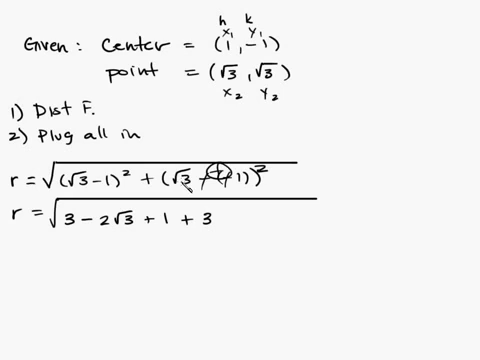 h k
x₁ y₁
Given: Center = (1, -1)
point = (√3, √3)
x₂ y₂
1) Dist F.
2) Plug all in
r = √(√3-1)² + (√3 + 1)²
r = √3 - 2√3 + 1 + 3